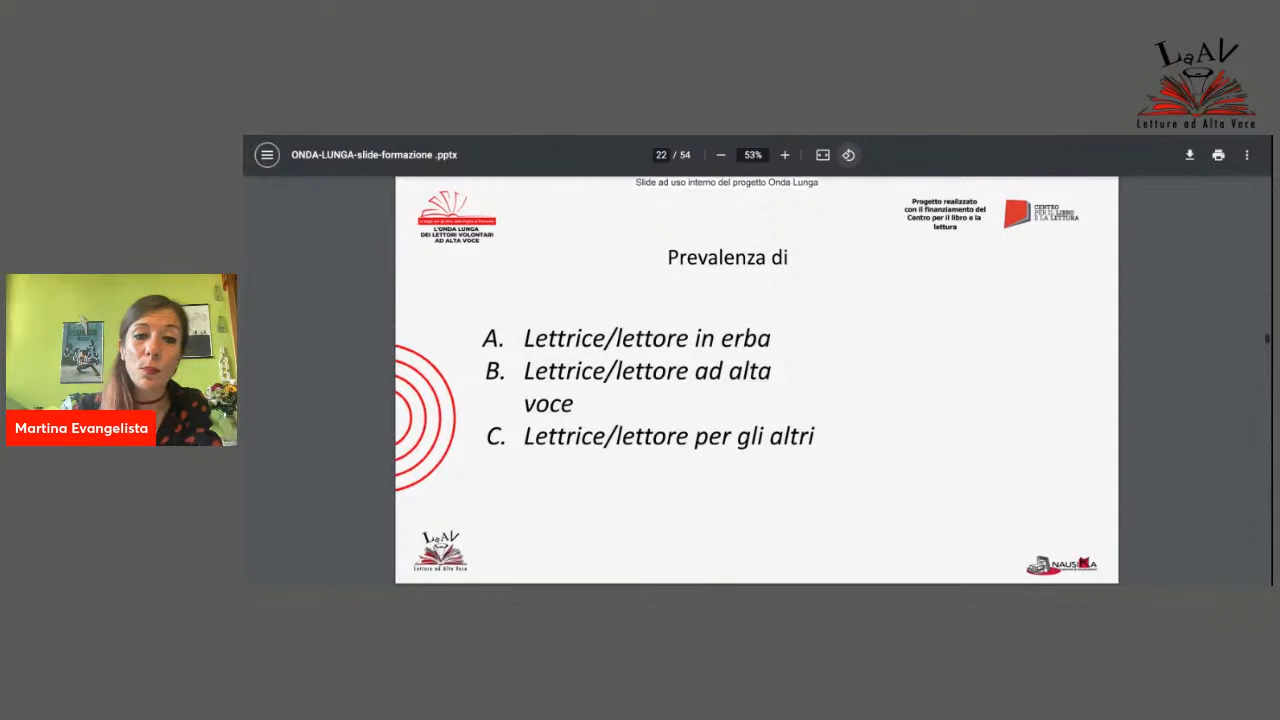 LaAV
Letture ad Alta Voce
ONDA-LUNGA-slide-formazione .pptx
22 / 54
53%
Slide ad uso interno del progetto Onda Lunga
L'ONDA LUNGA
DEI LETTORI VOLONTARI
AD ALTA VOCE
Progetto realizzato
con il finanziamento del
Centro per il libro e la
lettura
CENTRO
PER IL LIBRO
E LA LETTURA
Prevalenza di
A. Lettrice/lettore in erba
B. Lettrice/lettore ad alta
voce
C. Lettrice/lettore per gli altri
Martina Evangelista
LaAV
Letture ad Alta Voce
NAUSIKA